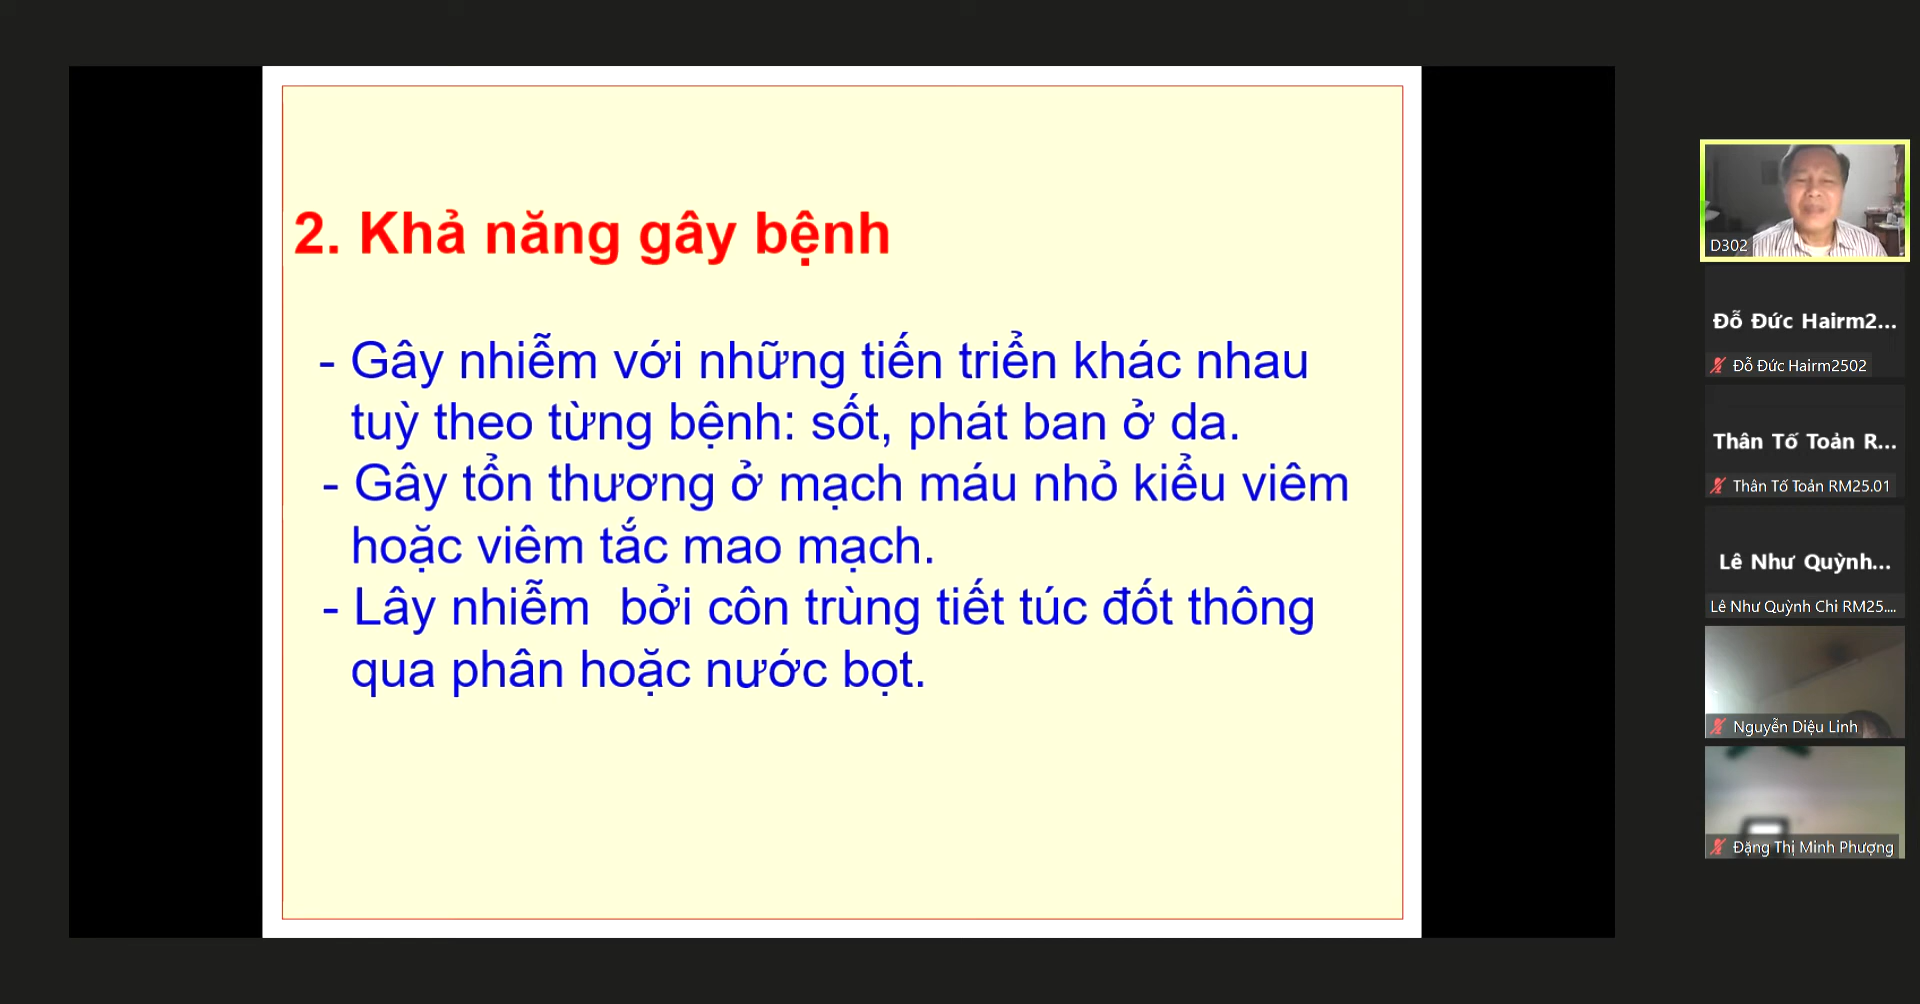 2. Khả năng gây bệnh
- Gây nhiễm với những tiến triển khác nhau
tuỳ theo từng bệnh: sốt, phát ban ở da.
- Gây tổn thương ở mạch máu nhỏ kiểu viêm
hoặc viêm tắc mao mạch.
- Lây nhiễm  bởi côn trùng tiết túc đốt thông
qua phân hoặc nước bọt.
D302
Đỗ Đức Hairm2...
Đỗ Đức Hairm2502
Thân Tố Toản R...
Thân Tố Toản RM25.01
Lê Như Quỳnh...
Lê Như Quỳnh Chi RM25....
Nguyễn Diệu Linh
Đặng Thị Minh Phượng